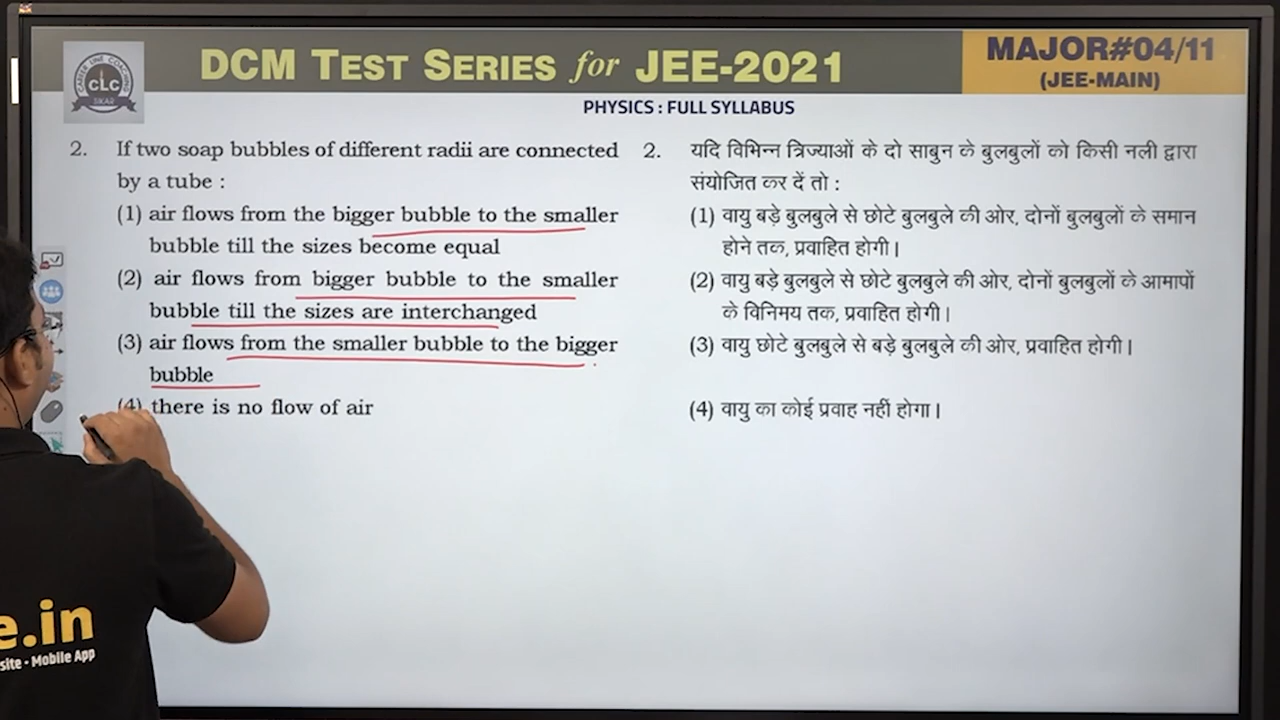 DCM TEST SERIES for JEE-2021
MAJOR#04/11
(JEE-MAIN)
CAREER LINE COACHING
CLC
SIKAR
PHYSICS : FULL SYLLABUS
2. If two soap bubbles of different radii are connected
by a tube :
(1) air flows from the bigger bubble to the smaller
bubble till the sizes become equal
(2) air flows from bigger bubble to the smaller
bubble till the sizes are interchanged
(3) air flows from the smaller bubble to the bigger
bubble
(4) there is no flow of air
2. यदि विभिन्न त्रिज्याओं के दो साबुन के बुलबुलों को किसी नली द्वारा
संयोजित कर दें तो :
(1) वायु बड़े बुलबुले से छोटे बुलबुले की ओर, दोनों बुलबुलों के समान
होने तक, प्रवाहित होगी।
(2) वायु बड़े बुलबुले से छोटे बुलबुले की ओर, दोनों बुलबुलों के आमापों
के विनिमय तक, प्रवाहित होगी।
(3) वायु छोटे बुलबुले से बड़े बुलबुले की ओर, प्रवाहित होगी।
(4) वायु का कोई प्रवाह नहीं होगा।
e.in
site - Mobile App